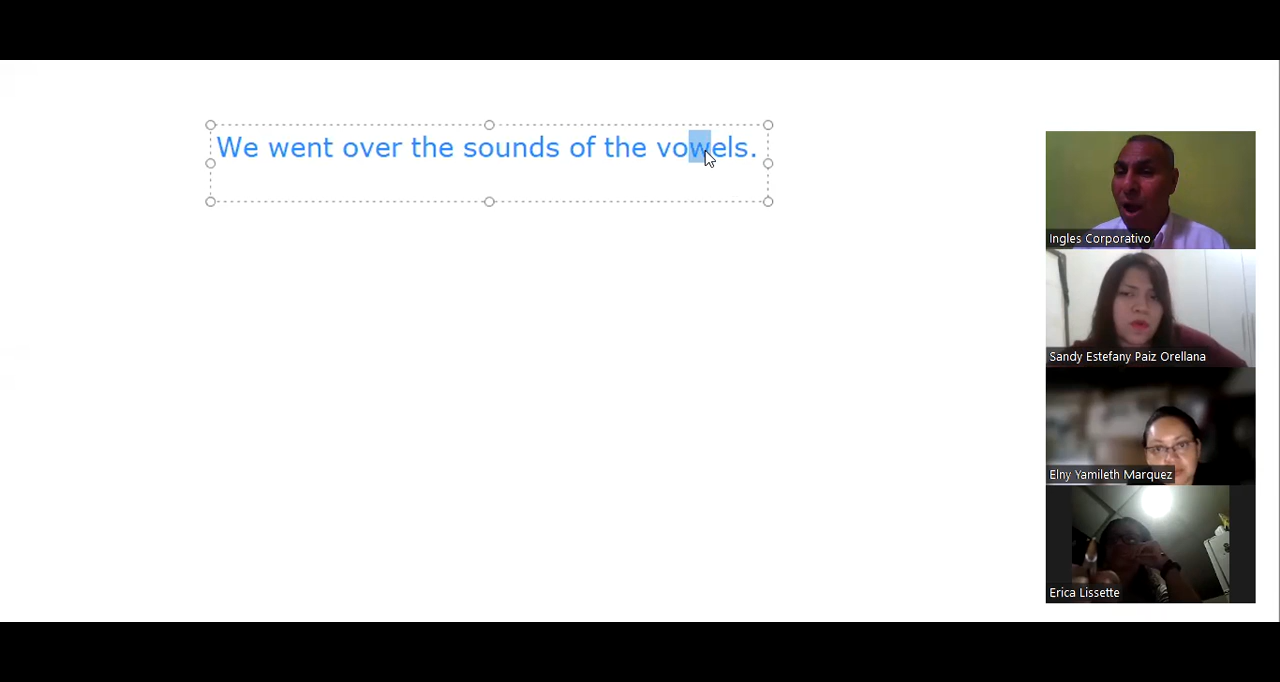 We went over the sounds of the vowels.
Ingles Corporativo
Sandy Estefany Paiz Orellana
Elny Yamileth Marquez
Erica Lissette